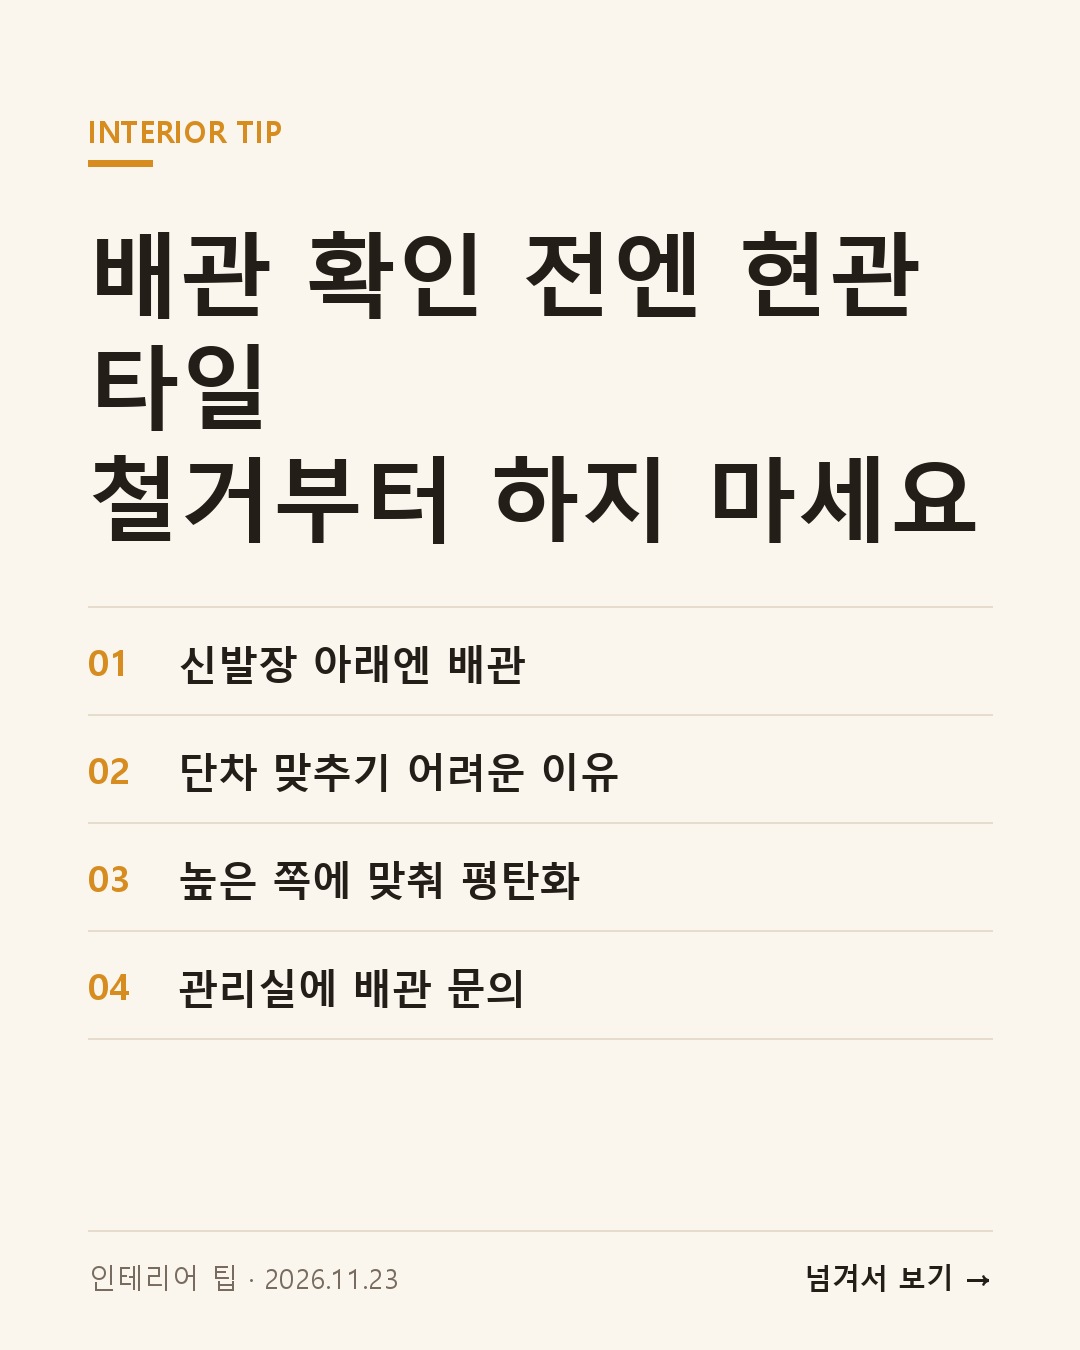 INTERIOR TIP
배관 확인 전엔 현관
타일
철거부터 하지 마세요
01 신발장 아래엔 배관
02 단차 맞추기 어려운 이유
03 높은 쪽에 맞춰 평탄화
04 관리실에 배관 문의
인테리어 팁 · 2026.11.23
넘겨서 보기 →